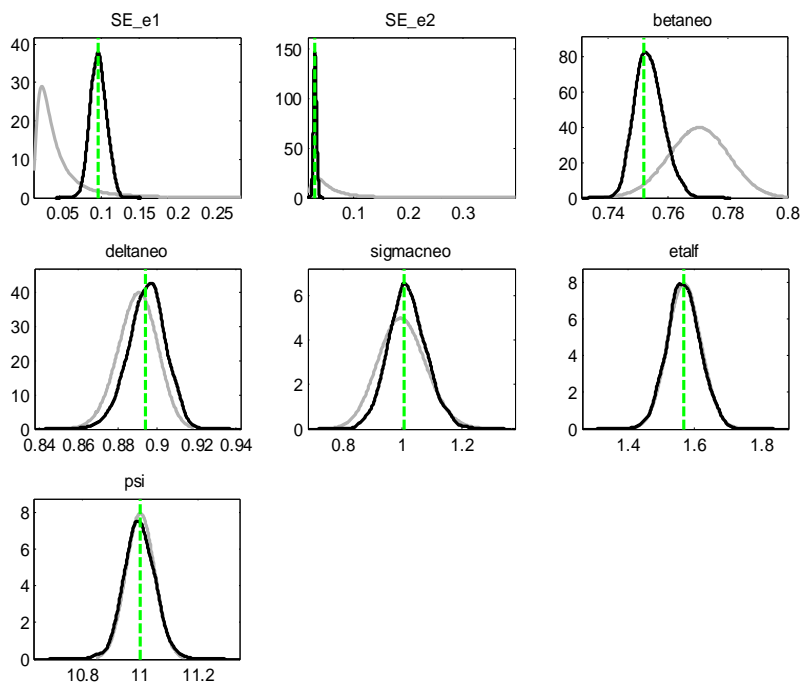 SE_e1 SE_e2 betaneo
40 30 20 10 0 150 100 50 0 80 60 40 20 0
0.05 0.1 0.15 0.2 0.25 0.1 0.2 0.3 0.74 0.76 0.78 0.8
deltaneo sigmacneo etalf
40 30 20 10 0 6 4 2 0 8 6 4 2 0
0.84 0.86 0.88 0.9 0.92 0.94 0.8 1 1.2 1.4 1.6 1.8
psi
8
6
4
2
0
10.8 11 11.2